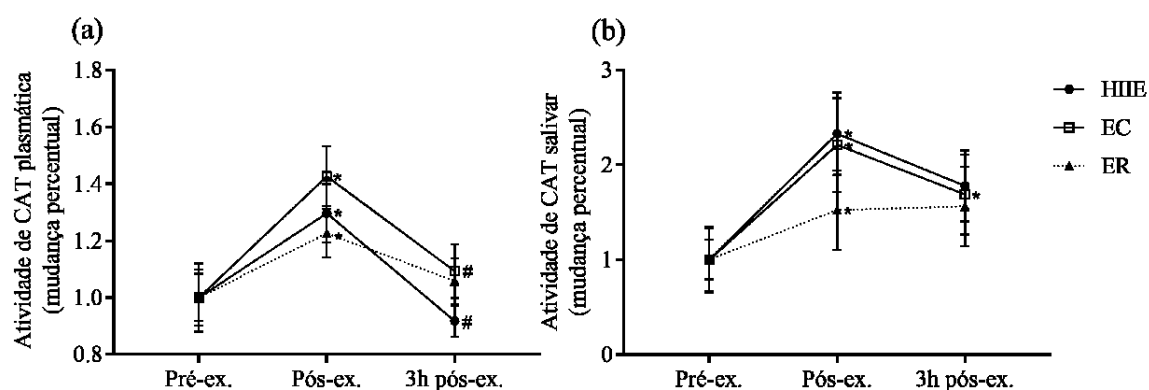 (a)
Atividade de CAT plasmática
(mudança percentual)
1.8
1.6
1.4
1.2
1.0
0.8
*
*
*
#
#
Pré-ex.
Pós-ex.
3h pós-ex.
(b)
Atividade de CAT salivar
(mudança percentual)
3
2
1
0
*
*
*
*
Pré-ex.
Pós-ex.
3h pós-ex.
HIIE
EC
ER